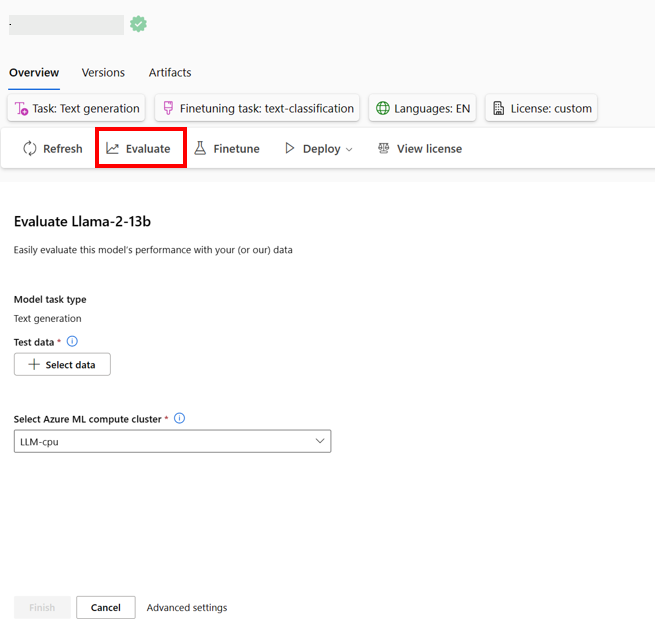 Overview Versions Artifacts
Task: Text generation Finetuning task: text-classification Languages: EN License: custom
Refresh Evaluate Finetune Deploy View license
Evaluate Llama-2-13b
Easily evaluate this model's performance with your (or our) data
Model task type
Text generation
Test data *
Select data
Select Azure ML compute cluster *
LLM-cpu
Finish Cancel Advanced settings